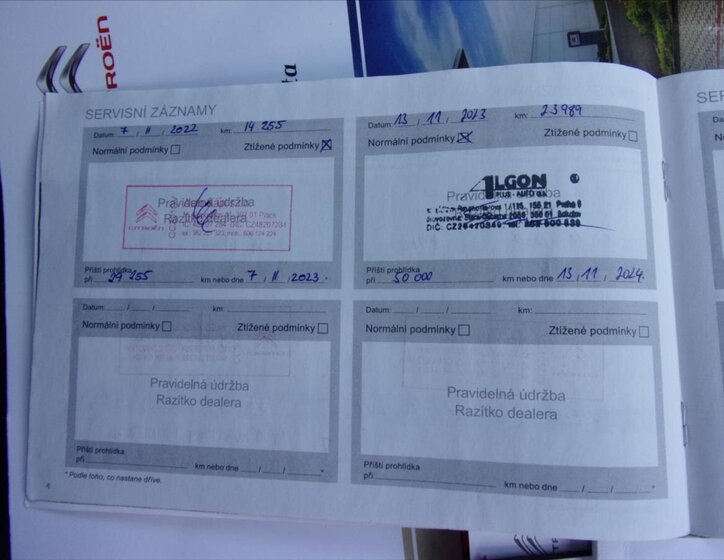 ROËN
SERVISNÍ ZÁZNAMY
Datum: 7 / 11 / 2022 km: 14 255
Normální podmínky Ztížené podmínky
Pravidelná údržba
Razítko dealera
CITROËN
Příští prohlídka
při 29 255 km nebo dne 7 / 11 / 2023 *
Datum: 13 / 11 / 2023 km: 23989
Normální podmínky Ztížené podmínky
ALGON
PLUS - AUTO a.s.
Příští prohlídka
při 50 000 km nebo dne 13 / 11 / 2024 *
Datum: / / km:
Normální podmínky Ztížené podmínky
Pravidelná údržba
Razítko dealera
Příští prohlídka
při km nebo dne / / *
Datum: / / km:
Normální podmínky Ztížené podmínky
Pravidelná údržba
Razítko dealera
Příští prohlídka
při km nebo dne / / *
* Podle toho, co nastane dříve.
4